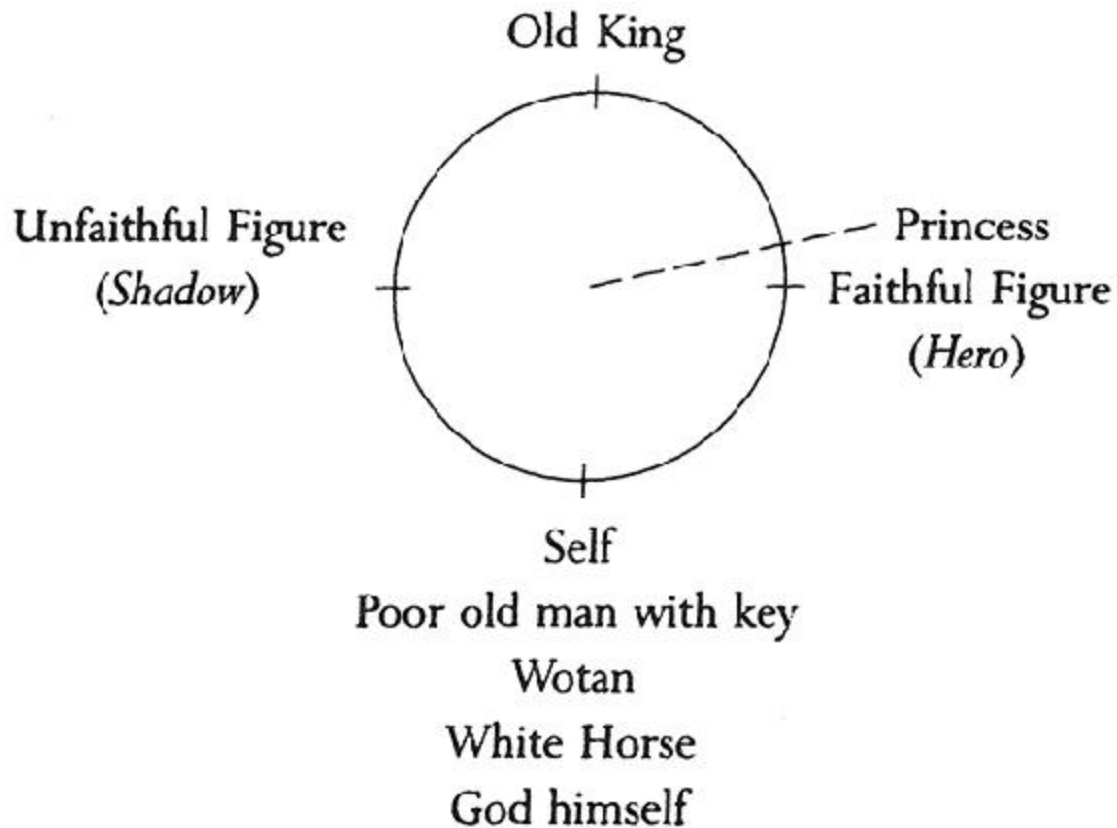 Old King
Unfaithful Figure
(Shadow)
Princess
Faithful Figure
(Hero)
Self
Poor old man with key
Wotan
White Horse
God himself